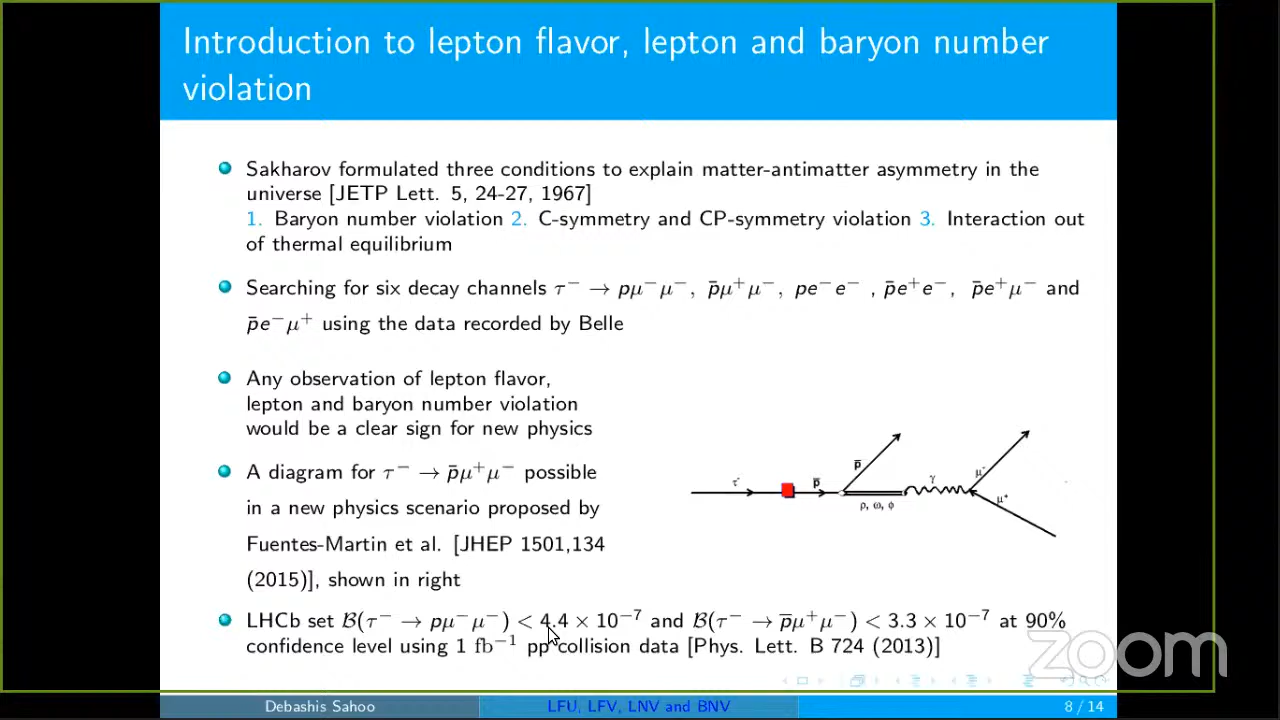 Introduction to lepton flavor, lepton and baryon number
violation
Sakharov formulated three conditions to explain matter-antimatter asymmetry in the
universe [JETP Lett. 5, 24-27, 1967]
1. Baryon number violation 2. C-symmetry and CP-symmetry violation 3. Interaction out
of thermal equilibrium
Searching for six decay channels τ⁻ → pμ⁻μ⁻, p̄μ⁺μ⁻, pe⁻e⁻ , p̄e⁺e⁻, p̄e⁺μ⁻ and
p̄e⁻μ⁺ using the data recorded by Belle
Any observation of lepton flavor,
lepton and baryon number violation
would be a clear sign for new physics
A diagram for τ⁻ → p̄μ⁺μ⁻ possible
in a new physics scenario proposed by
Fuentes-Martin et al. [JHEP 1501,134
(2015)], shown in right
τ⁻ p̄ p̄ ρ, ω, ϕ γ μ⁻ μ⁺
LHCb set ℬ(τ⁻ → pμ⁻μ⁻) < 4.4 × 10⁻⁷ and ℬ(τ⁻ → p̄μ⁺μ⁻) < 3.3 × 10⁻⁷ at 90%
confidence level using 1 fb⁻¹ pp collision data [Phys. Lett. B 724 (2013)]
zoom
Debashis Sahoo LFU, LFV, LNV and BNV 8 / 14